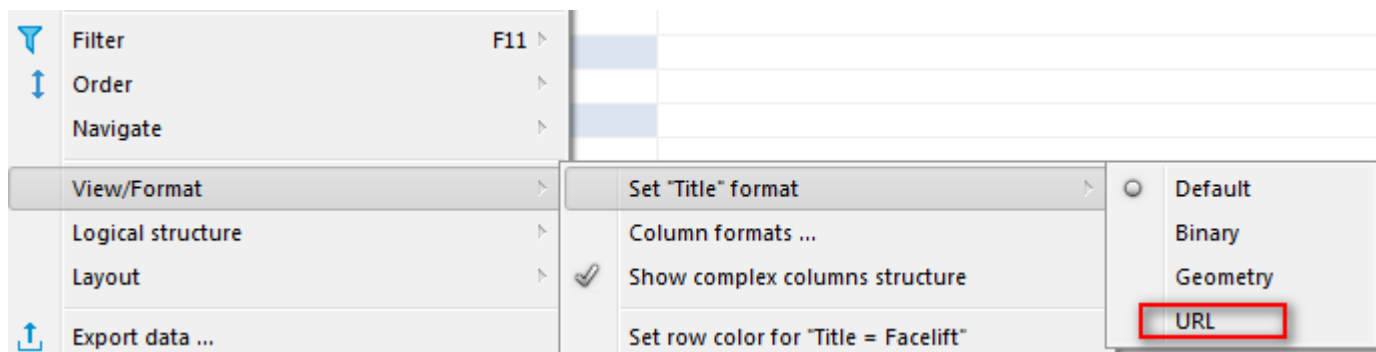 Filter F11
Order
Navigate
View/Format
Logical structure
Layout
Export data ...
Set "Title" format
Column formats ...
Show complex columns structure
Set row color for "Title = Facelift"
Default
Binary
Geometry
URL